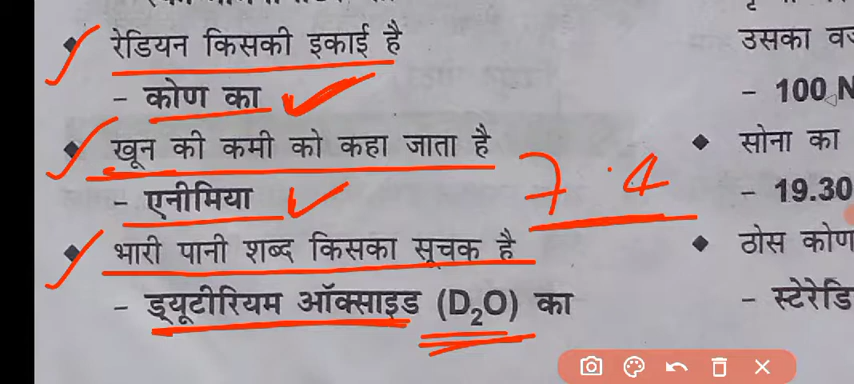 • रेडियन किसकी इकाई है
- कोण का
• खून की कमी को कहा जाता है
- एनीमिया
7.4
• भारी पानी शब्द किसका सूचक है
- ड्यूटीरियम ऑक्साइड (D₂O) का
उसका
- 100 N
◆ सोना का
- 19.30
◆ ठोस कोण